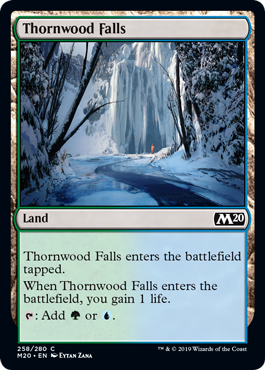 Thornwood Falls
Land
M20
Thornwood Falls enters the battlefield
tapped.
When Thornwood Falls enters the
battlefield, you gain 1 life.
: Add or .
258/280 C
M20 • EN Eytan Zana
™ & © 2019 Wizards of the Coast